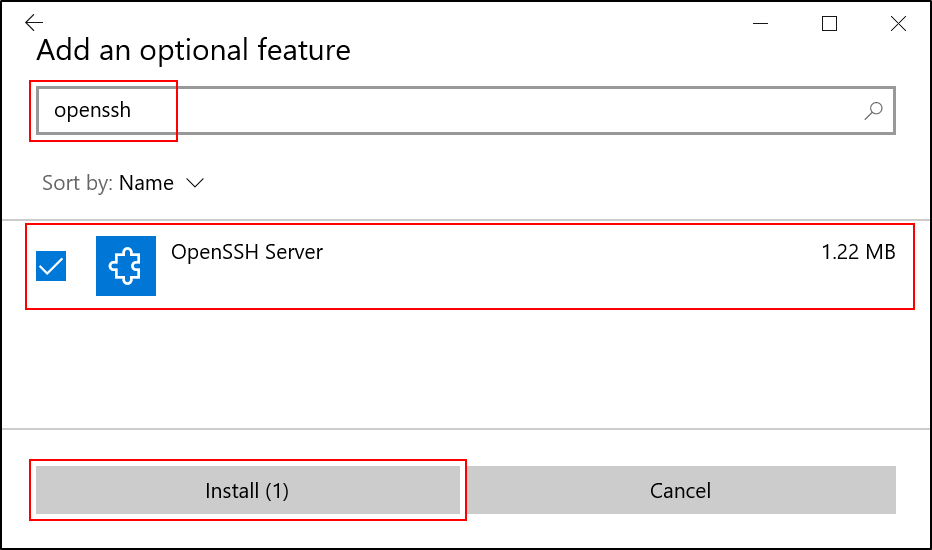 Add an optional feature
openssh
Sort by: Name
OpenSSH Server 1.22 MB
Install (1) Cancel